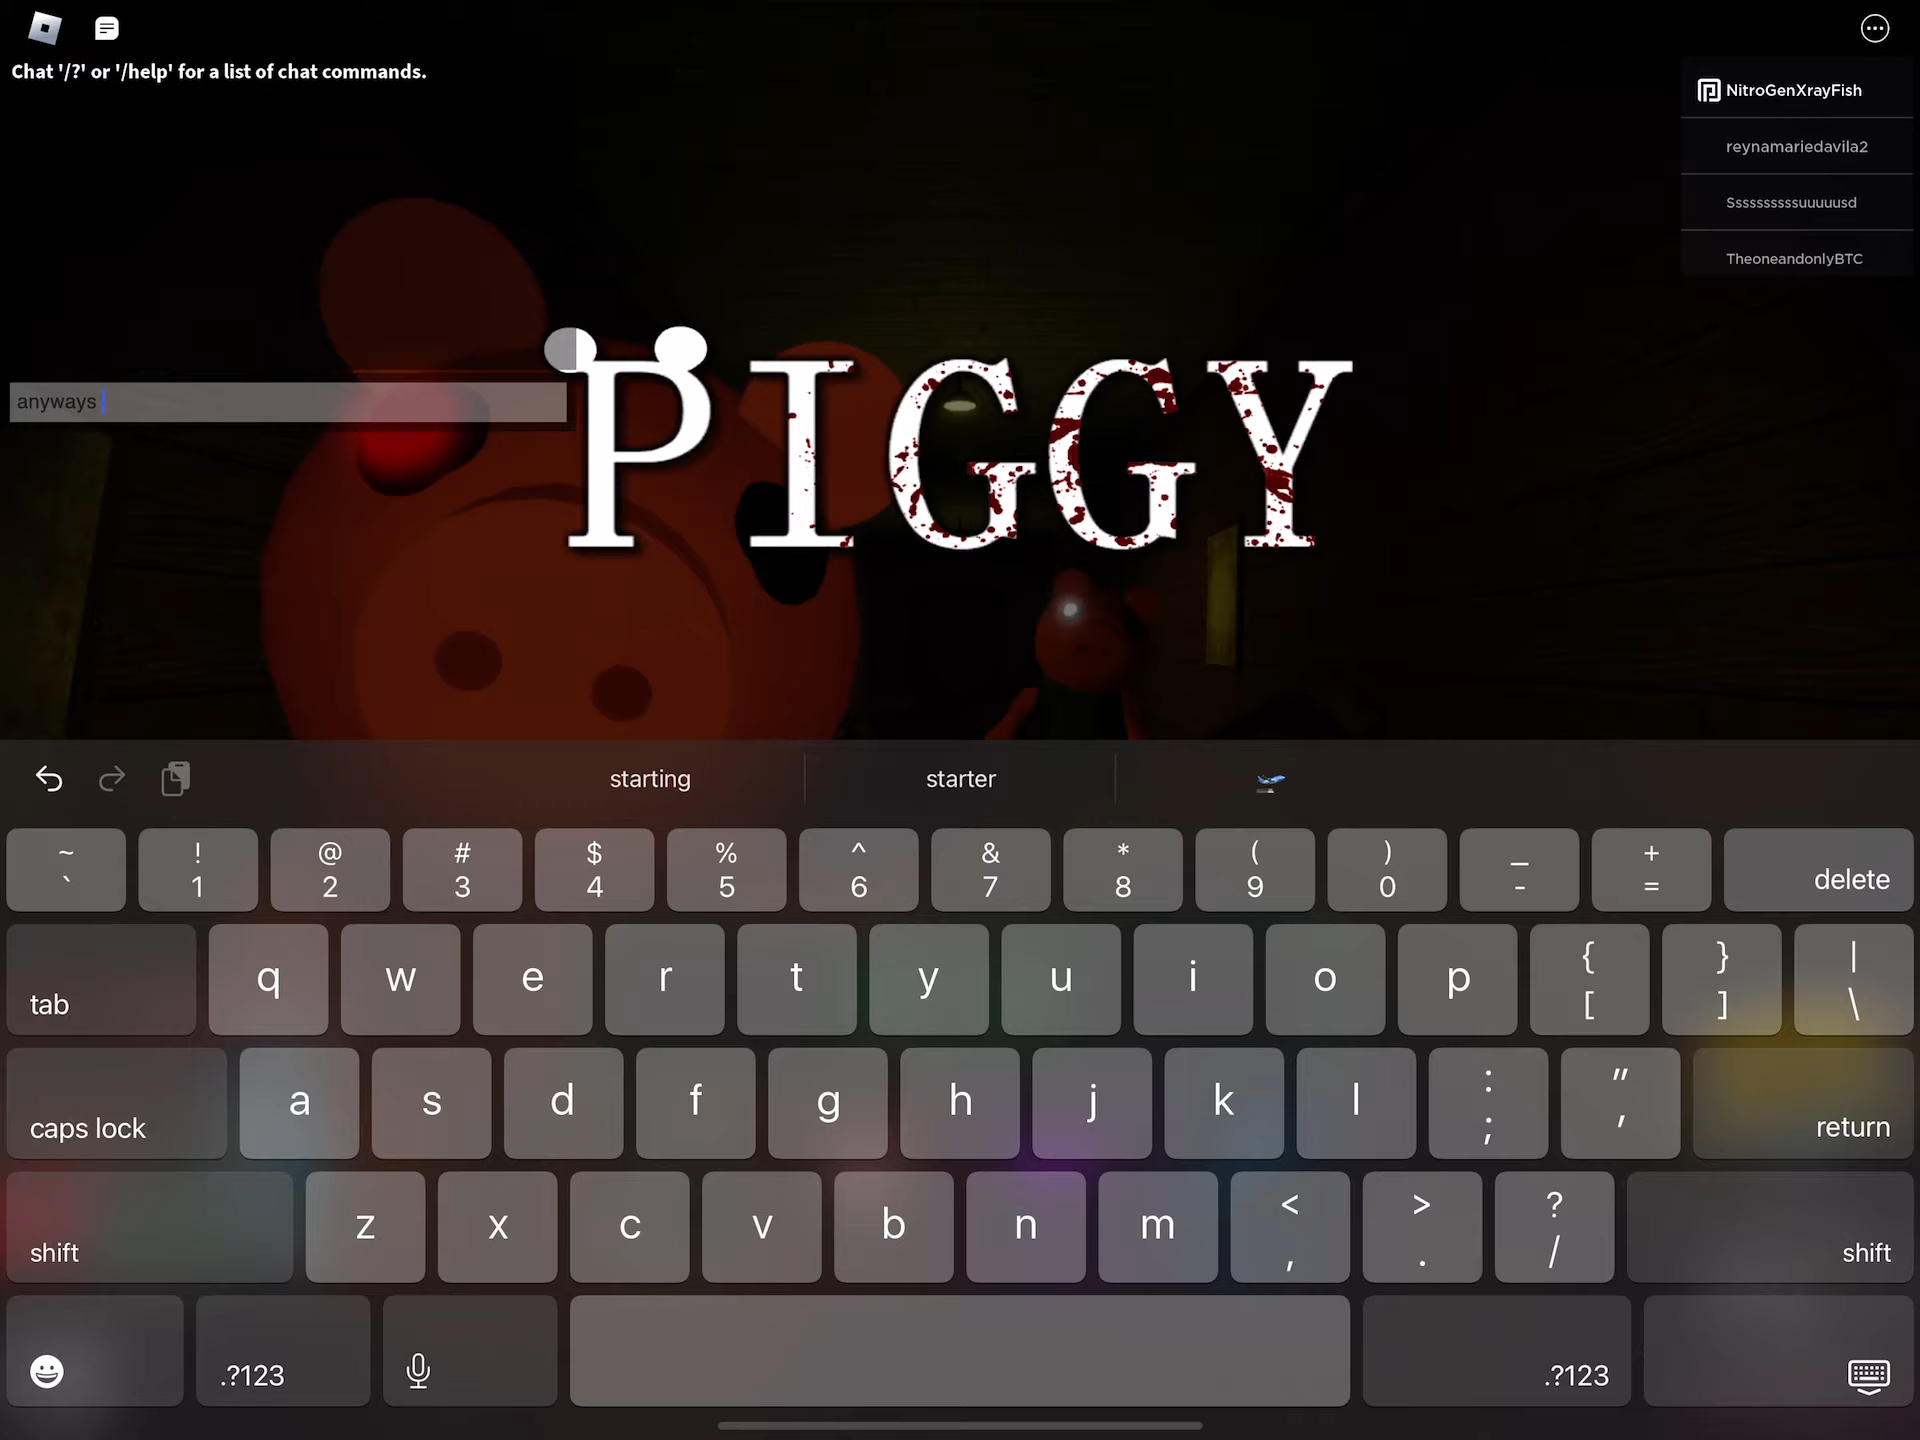 Chat '/?' or '/help' for a list of chat commands.
NitroGenXrayFish
reynamariedavila2
Ssssssssssuuuuusd
TheoneandonlyBTC
PIGGY
anyways
starting starter
~ ! @ # $ % ^ & * ( ) _ +
` 1 2 3 4 5 6 7 8 9 0 - = delete
tab q w e r t y u i o p { [ } ] | \
caps lock a s d f g h j k l : ; " ' return
shift z x c v b n m < , > . ? / shift
.?123 .?123